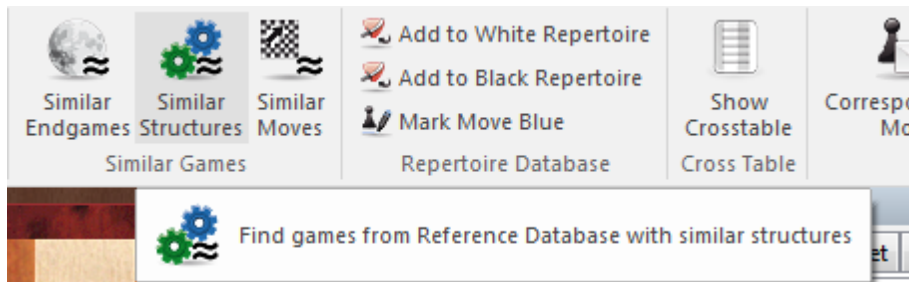 Similar
Endgames
Similar
Structures
Similar
Moves
Similar Games
Add to White Repertoire
Add to Black Repertoire
Mark Move Blue
Repertoire Database
Show
Crosstable
Cross Table
Find games from Reference Database with similar structures